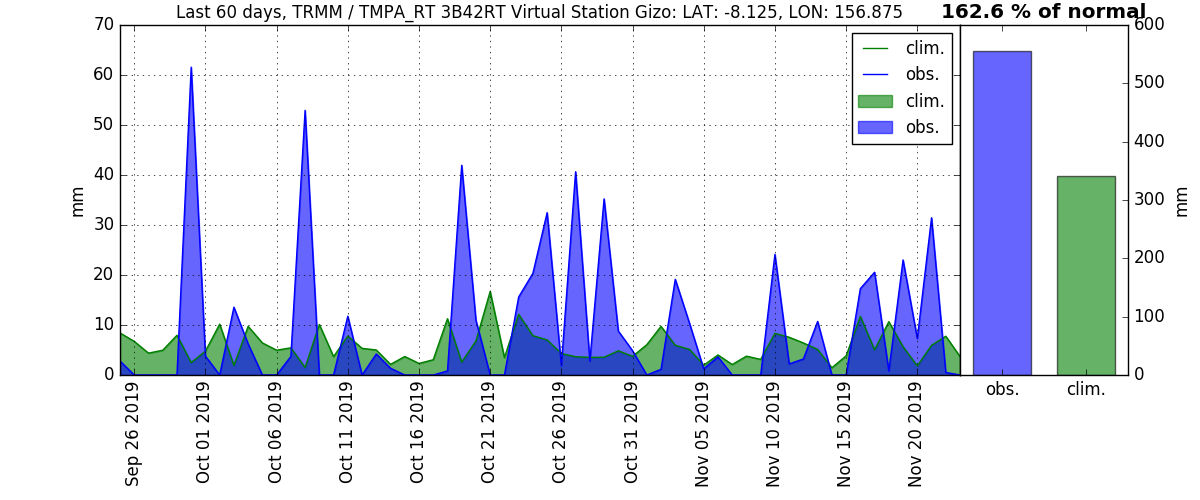 Last 60 days, TRMM / TMPA_RT 3B42RT Virtual Station Gizo: LAT: -8.125, LON: 156.875
162.6 % of normal
70
60
50
40
30
20
10
0
mm
clim.
obs.
clim.
obs.
600
500
400
300
200
100
0
mm
obs.
clim.
Sep 26 2019
Oct 01 2019
Oct 06 2019
Oct 11 2019
Oct 16 2019
Oct 21 2019
Oct 26 2019
Oct 31 2019
Nov 05 2019
Nov 10 2019
Nov 15 2019
Nov 20 2019